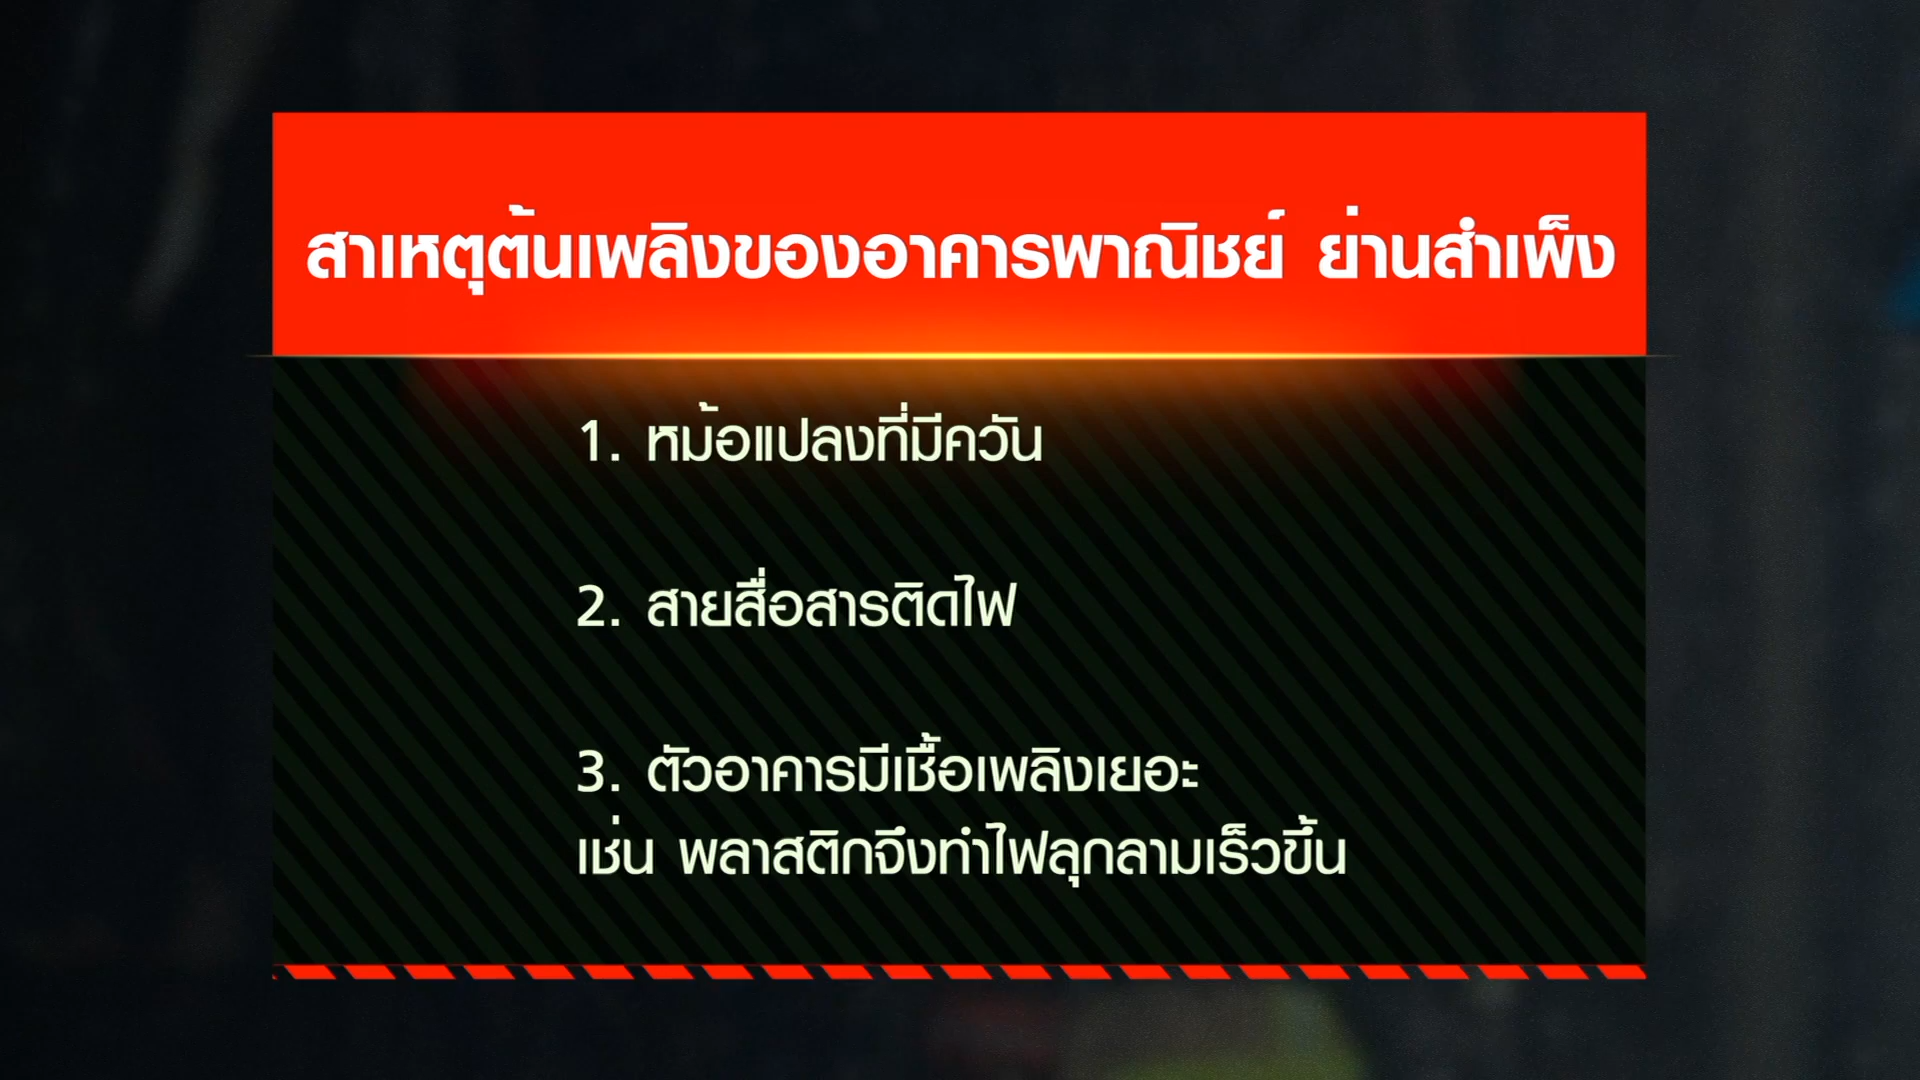 สาเหตุต้นเพลิงของอาคารพาณิชย์ ย่านสำเพ็ง
1. หม้อแปลงที่มีควัน
2. สายสื่อสารติดไฟ
3. ตัวอาคารมีเชื้อเพลิงเยอะ
เช่น พลาสติกจึงทำไฟลุกลามเร็วขึ้น